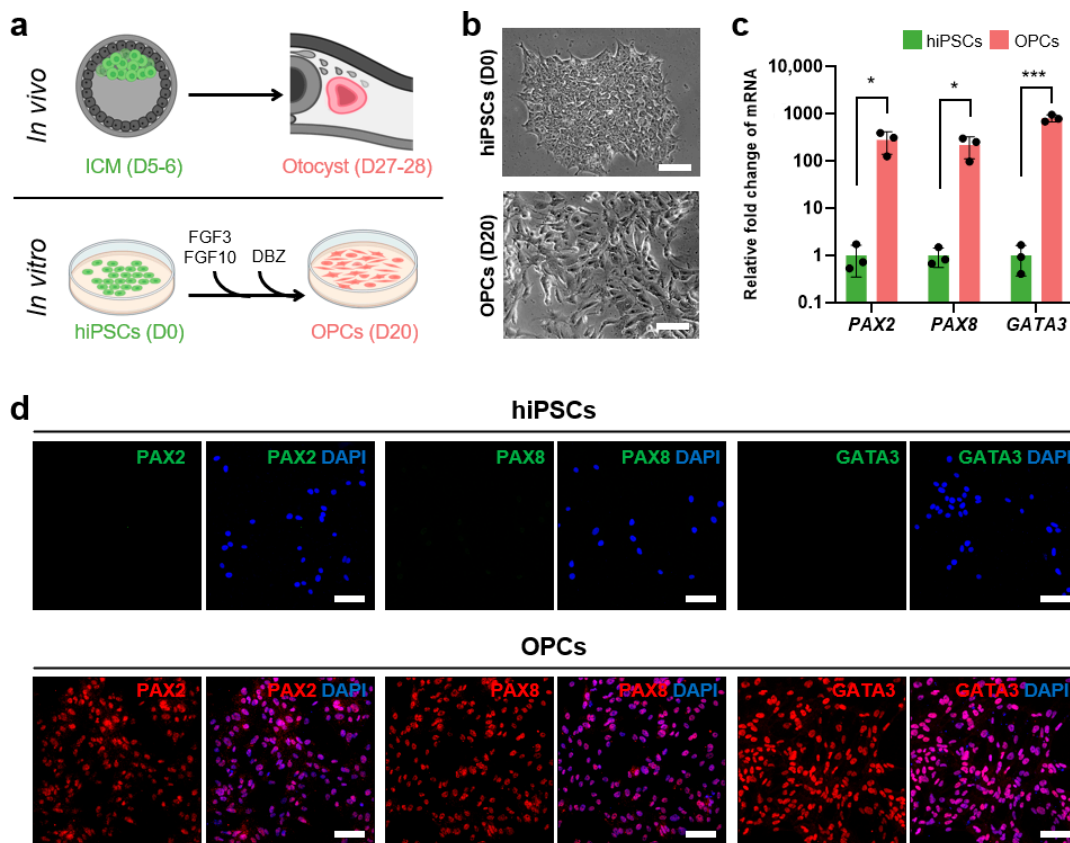 a
In vivo
ICM (D5-6)
Otocyst (D27-28)
In vitro
FGF3
FGF10
DBZ
hiPSCs (D0)
OPCs (D20)
b
hiPSCs (D0)
OPCs (D20)
c
hiPSCs
OPCs
Relative fold change of mRNA
10,000
1000
100
10
1
0.1
*
*
***
PAX2
PAX8
GATA3
d
hiPSCs
PAX2
PAX2 DAPI
PAX8
PAX8 DAPI
GATA3
GATA3 DAPI
OPCs
PAX2
PAX2 DAPI
PAX8
PAX8 DAPI
GATA3
GATA3 DAPI